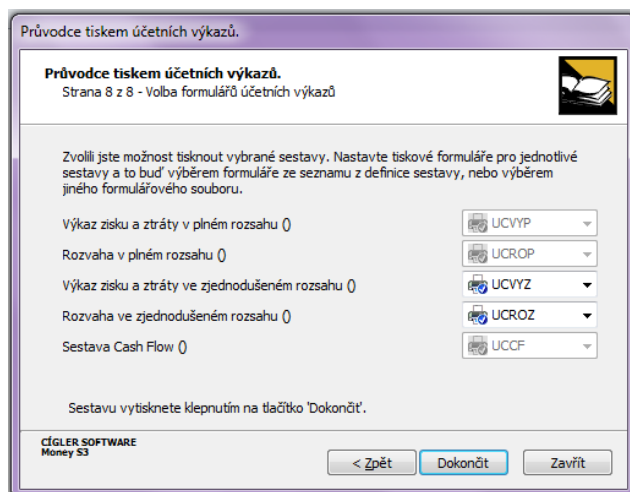 Průvodce tiskem účetních výkazů.
Průvodce tiskem účetních výkazů.
Strana 8 z 8 - Volba formulářů účetních výkazů
Zvolili jste možnost tisknout vybrané sestavy. Nastavte tiskové formuláře pro jednotlivé
sestavy a to buď výběrem formuláře ze seznamu z definice sestavy, nebo výběrem
jiného formulářového souboru.
Výkaz zisku a ztráty v plném rozsahu () UCVYP
Rozvaha v plném rozsahu () UCROP
Výkaz zisku a ztráty ve zjednodušeném rozsahu () UCVYZ
Rozvaha ve zjednodušeném rozsahu () UCROZ
Sestava Cash Flow () UCCF
Sestavu vytisknete klepnutím na tlačítko 'Dokončit'.
CÍGLER SOFTWARE
Money S3
< Zpět Dokončit Zavřít